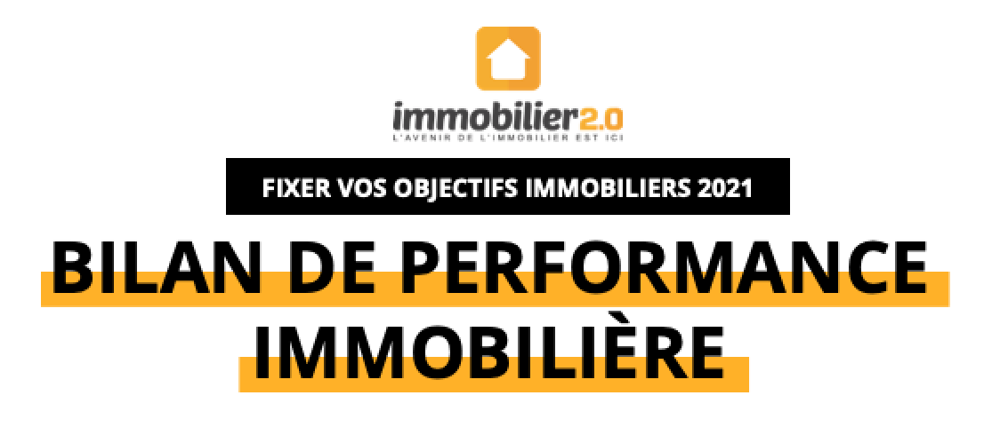 immobilier2.0
L'AVENIR DE L'IMMOBILIER EST ICI
FIXER VOS OBJECTIFS IMMOBILIERS 2021
BILAN DE PERFORMANCE
IMMOBILIÈRE